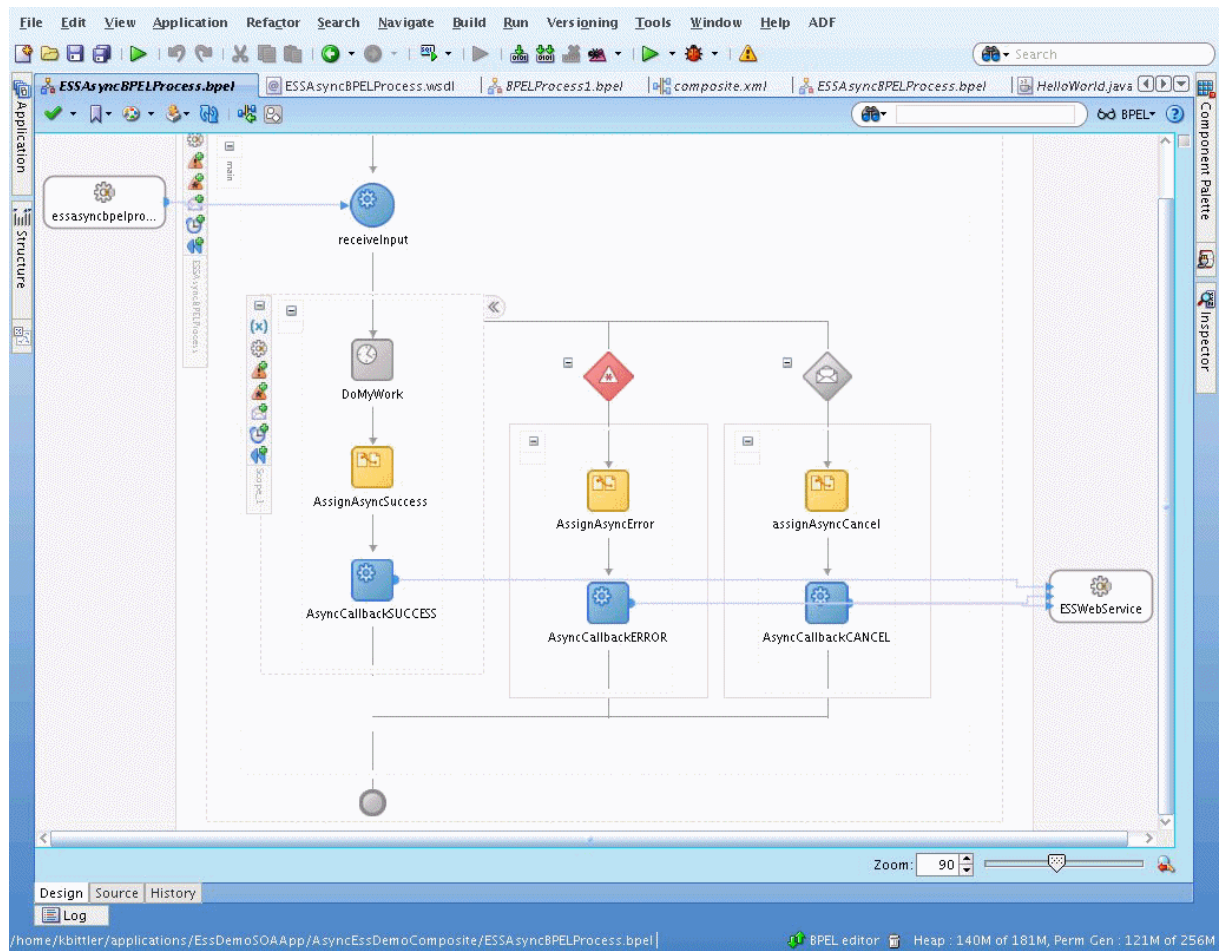 File Edit View Application Refactor Search Navigate Build Run Versioning Tools Window Help ADF
Search
ESSAsyncBPELProcess.bpel ESSAsyncBPELProcess.wsdl BPELProcess1.bpel composite.xml ESSAsyncBPELProcess.bpel HelloWorld.java
BPEL
Application
Structure
Component Palette
Inspector
main
essasyncbpelpro...
ESSAsyncBPELProcess
receiveInput
(x)
Scope_1
DoMyWork
AssignAsyncSuccess
AssignAsyncError
assignAsyncCancel
AsyncCallbackSUCCESS
AsyncCallbackERROR
AsyncCallbackCANCEL
ESSWebService
Zoom: 90
Design Source History
Log
/home/kbittler/applications/EssDemoSOAApp/AsyncEssDemoComposite/ESSAsyncBPELProcess.bpel
BPEL editor Heap : 140M of 181M, Perm Gen : 121M of 256M